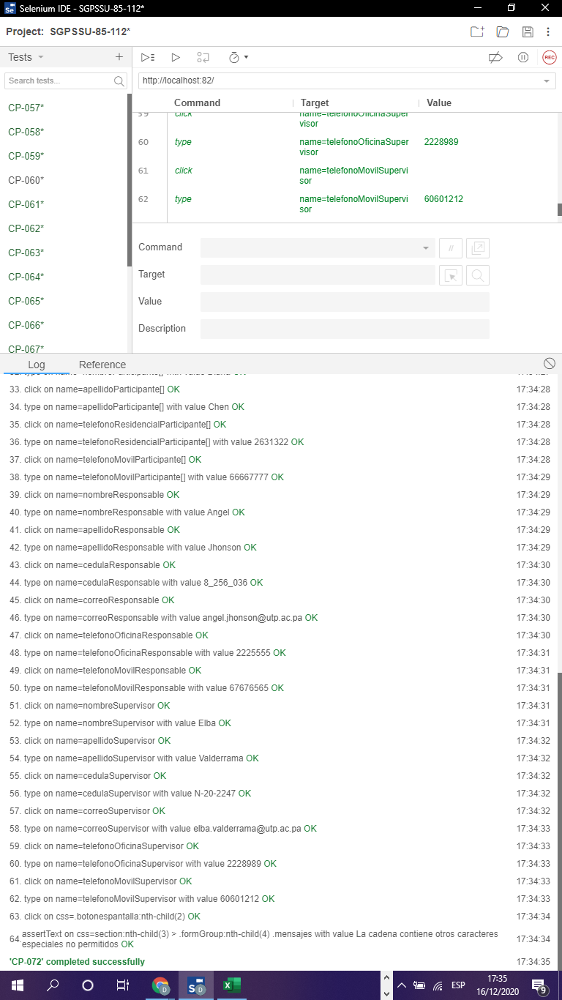 Selenium IDE - SGPSSU-85-112*
Project: SGPSSU-85-112*
Tests
REC
Search tests...
http://localhost:82/
Command Target Value
CP-057*
CP-058*
CP-059*
CP-060*
CP-061*
CP-062*
CP-063*
CP-064*
CP-065*
CP-066*
CP-067*
59 click name=telefonoOficinaSuper
visor
60 type name=telefonoOficinaSuper 2228989
visor
61 click name=telefonoMovilSupervi
sor
62 type name=telefonoMovilSupervi 60601212
sor
Command //
Target
Value
Description
Log Reference
33. click on name=apellidoParticipante[] OK 17:34:28
34. type on name=apellidoParticipante[] with value Chen OK 17:34:28
35. click on name=telefonoResidencialParticipante[] OK 17:34:28
36. type on name=telefonoResidencialParticipante[] with value 2631322 OK 17:34:28
37. click on name=telefonoMovilParticipante[] OK 17:34:28
38. type on name=telefonoMovilParticipante[] with value 66667777 OK 17:34:29
39. click on name=nombreResponsable OK 17:34:29
40. type on name=nombreResponsable with value Angel OK 17:34:29
41. click on name=apellidoResponsable OK 17:34:29
42. type on name=apellidoResponsable with value Jhonson OK 17:34:29
43. click on name=cedulaResponsable OK 17:34:30
44. type on name=cedulaResponsable with value 8_256_036 OK 17:34:30
45. click on name=correoResponsable OK 17:34:30
46. type on name=correoResponsable with value angel.jhonson@utp.ac.pa OK 17:34:30
47. click on name=telefonoOficinaResponsable OK 17:34:30
48. type on name=telefonoOficinaResponsable with value 2225555 OK 17:34:31
49. click on name=telefonoMovilResponsable OK 17:34:31
50. type on name=telefonoMovilResponsable with value 67676565 OK 17:34:31
51. click on name=nombreSupervisor OK 17:34:31
52. type on name=nombreSupervisor with value Elba OK 17:34:31
53. click on name=apellidoSupervisor OK 17:34:32
54. type on name=apellidoSupervisor with value Valderrama OK 17:34:32
55. click on name=cedulaSupervisor OK 17:34:32
56. type on name=cedulaSupervisor with value N-20-2247 OK 17:34:32
57. click on name=correoSupervisor OK 17:34:32
58. type on name=correoSupervisor with value elba.valderrama@utp.ac.pa OK 17:34:33
59. click on name=telefonoOficinaSupervisor OK 17:34:33
60. type on name=telefonoOficinaSupervisor with value 2228989 OK 17:34:33
61. click on name=telefonoMovilSupervisor OK 17:34:33
62. type on name=telefonoMovilSupervisor with value 60601212 OK 17:34:33
63. click on css=.botonespantalla:nth-child(2) OK 17:34:34
64. assertText on css=section:nth-child(3) > .formGroup:nth-child(4) .mensajes with value La cadena contiene otros caracteres 17:34:34
especiales no permitidos OK
'CP-072' completed successfully 17:34:35
ESP
17:35
16/12/2020
9